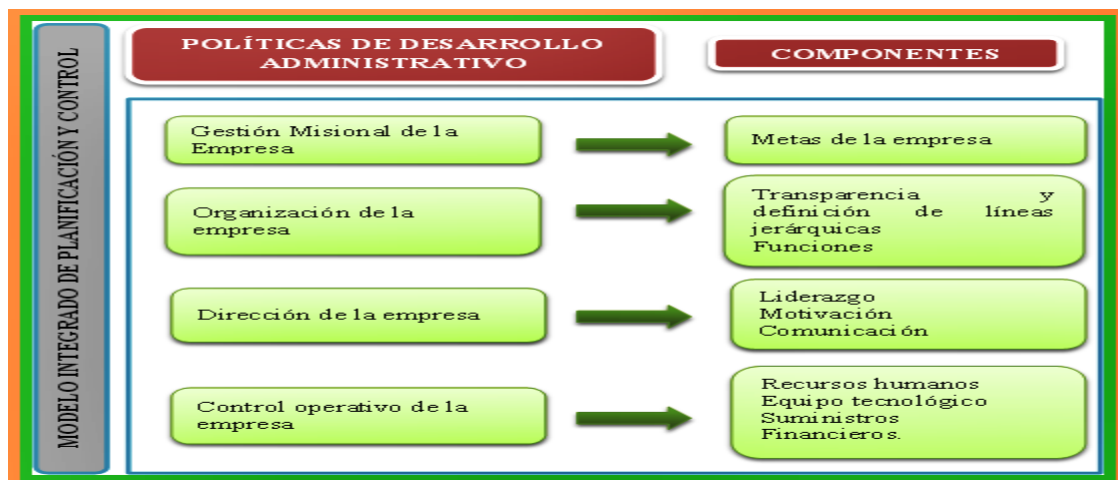 MODELO INTEGRADO DE PLANIFICACIÓN Y CONTROL
POLÍTICAS DE DESARROLLO
ADMINISTRATIVO
COMPONENTES
Gestión Misional de la
Empresa
Metas de la empresa
Organización de la
empresa
Transparencia y
definición de líneas
jerárquicas
Funciones
Dirección de la empresa
Liderazgo
Motivación
Comunicación
Control operativo de la
empresa
Recursos humanos
Equipo tecnológico
Suministros
Financieros.